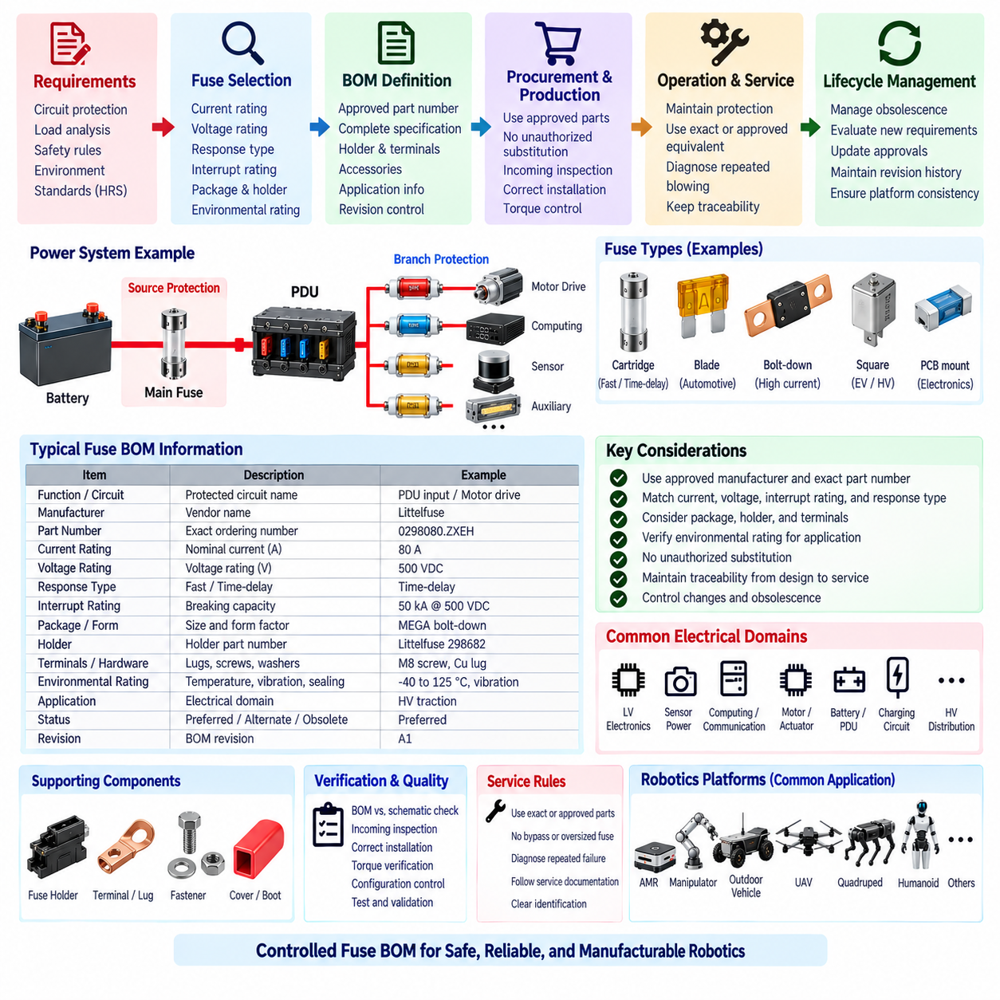 Requirements
Circuit protection
Load analysis
Safety rules
Environment
Standards (HRS)
Fuse Selection
Current rating
Voltage rating
Response type
Interrupt rating
Package & holder
Environmental rating
BOM Definition
Approved part number
Complete specification
Holder & terminals
Accessories
Application info
Revision control
Procurement &
Production
Use approved parts
No unauthorized
substitution
Incoming inspection
Correct installation
Torque control
Operation & Service
Maintain protection
Use exact or approved
equivalent
Diagnose repeated
blowing
Keep traceability
Lifecycle Management
Manage obsolescence
Evaluate new requirements
Update approvals
Maintain revision history
Ensure platform consistency
Power System Example
Source Protection
Battery
Main Fuse
PDU
Branch Protection
Motor Drive
Computing
Sensor
Auxiliary
Fuse Types (Examples)
Cartridge
(Fast / Time-delay)
Blade
(Automotive)
Bolt-down
(High current)
Square
(EV / HV)
PCB mount
(Electronics)
Typical Fuse BOM Information
Item Description Example
Function / Circuit Protected circuit name PDU input / Motor drive
Manufacturer Vendor name Littelfuse
Part Number Exact ordering number 0298080.ZXEH
Current Rating Nominal current (A) 80 A
Voltage Rating Voltage rating (V) 500 VDC
Response Type Fast / Time-delay Time-delay
Interrupt Rating Breaking capacity 50 kA @ 500 VDC
Package / Form Size and form factor MEGA bolt-down
Holder Holder part number Littelfuse 298682
Terminals / Hardware Lugs, screws, washers M8 screw, Cu lug
Environmental Rating Temperature, vibration, sealing -40 to 125 °C, vibration
Application Electrical domain HV traction
Status Preferred / Alternate / Obsolete Preferred
Revision BOM revision A1
Key Considerations
Use approved manufacturer and exact part number
Match current, voltage, interrupt rating, and response type
Consider package, holder, and terminals
Verify environmental rating for application
No unauthorized substitution
Maintain traceability from design to service
Control changes and obsolescence
Common Electrical Domains
LV
Electronics
Sensor
Power
Computing /
Communication
Motor /
Actuator
Battery /
PDU
Charging
Circuit
HV
Distribution
Supporting Components
Fuse Holder
Terminal / Lug
Fastener
Cover / Boot
Verification & Quality
BOM vs. schematic check
Incoming inspection
Correct installation
Torque verification
Configuration control
Test and validation
Service Rules
Use exact or approved parts
No bypass or oversized fuse
Diagnose repeated failure
Follow service documentation
Clear identification
Robotics Platforms (Common Application)
AMR
Manipulator
Outdoor
Vehicle
UAV
Quadruped
Humanoid
Others
Controlled Fuse BOM for Safe, Reliable, and Manufacturable Robotics